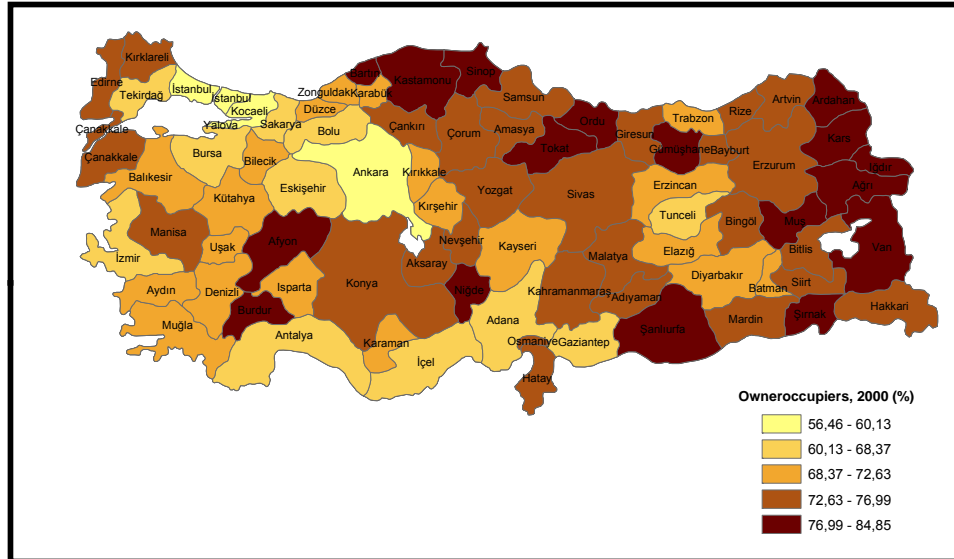 Kırklareli
Edirne
Tekirdağ
İstanbul
İstanbul
Kocaeli
Yalova
Sakarya
Zonguldak
Düzce
Bolu
Bartın
Karabük
Kastamonu
Sinop
Samsun
Çankırı
Çorum
Amasya
Tokat
Ordu
Giresun
Gümüşhane
Trabzon
Bayburt
Rize
Artvin
Ardahan
Kars
Iğdır
Ağrı
Erzurum
Erzincan
Çanakkale
Çanakkale
Balıkesir
Bursa
Bilecik
Kütahya
Eskişehir
Ankara
Kırıkkale
Kırşehir
Yozgat
Sivas
Tunceli
Bingöl
Muş
Bitlis
Van
Manisa
Uşak
Afyon
İzmir
Aydın
Denizli
Isparta
Burdur
Muğla
Antalya
Konya
Aksaray
Nevşehir
Niğde
Kayseri
Karaman
İçel
Adana
Kahramanmaraş
Malatya
Elazığ
Adıyaman
Osmaniye
Gaziantep
Hatay
Şanlıurfa
Diyarbakır
Batman
Siirt
Mardin
Şırnak
Hakkari
Owneroccupiers, 2000 (%)
56,46 - 60,13
60,13 - 68,37
68,37 - 72,63
72,63 - 76,99
76,99 - 84,85